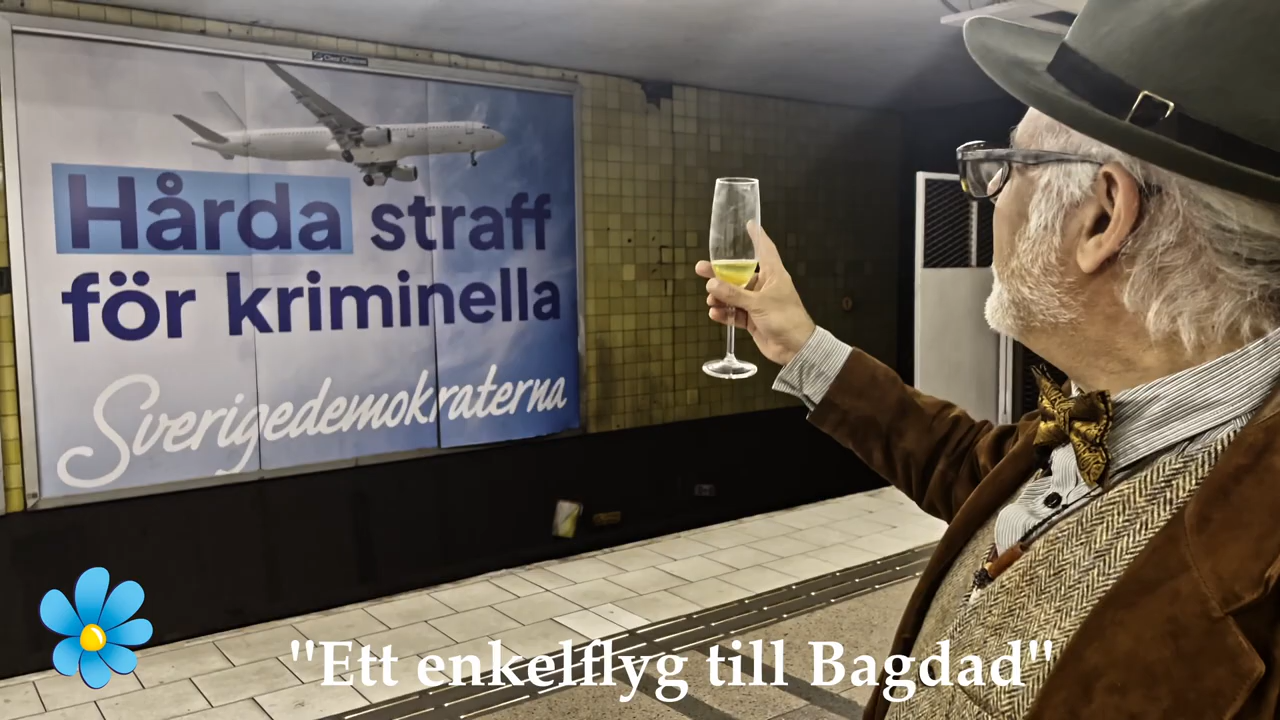 Hårda straff
för kriminella
Sverigedemokraterna
"Ett enkelflyg till Bagdad"